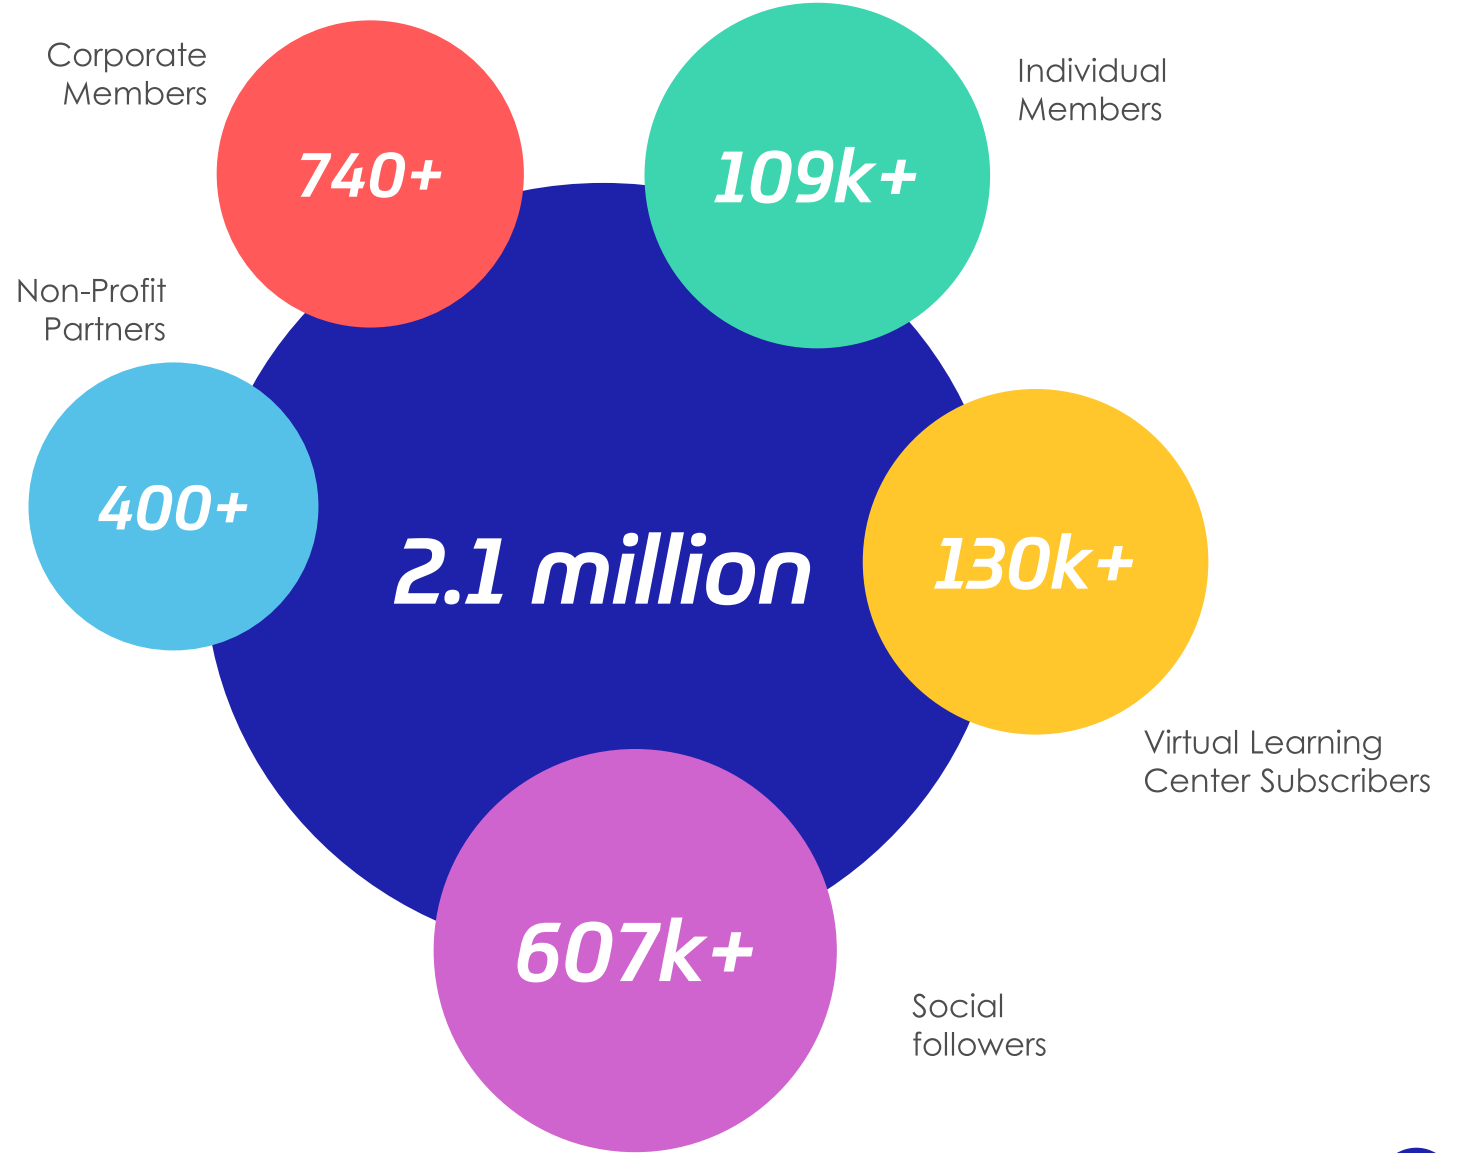 Corporate
Members
740+
109k+
Individual
Members
Non-Profit
Partners
400+
2.1 million
130k+
Virtual Learning
Center Subscribers
607k+
Social
followers